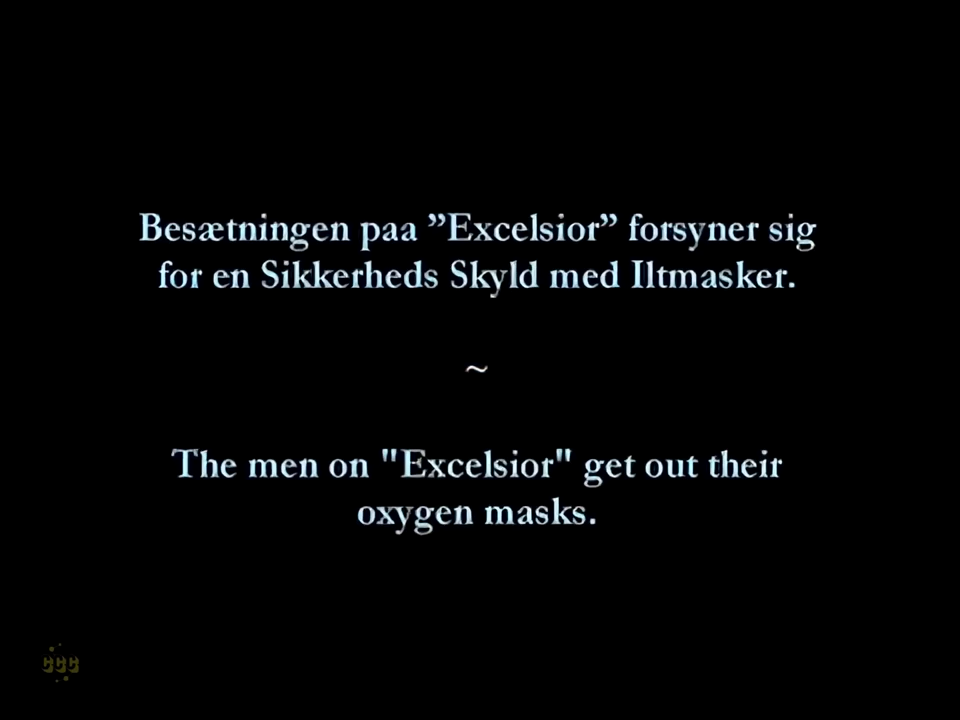 Besætningen paa ”Excelsior” forsyner sig
for en Sikkerheds Skyld med Iltmasker.
~
The men on "Excelsior" get out their
oxygen masks.
CCC